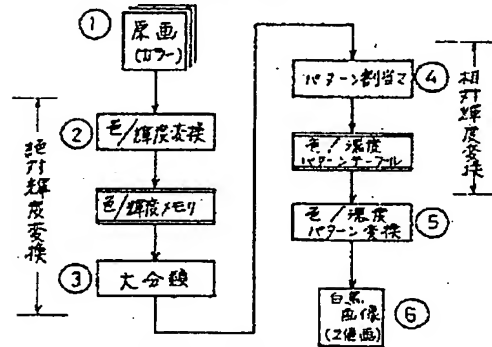 ①
原画
(カラー)
絶対輝度変換
②
色/輝度変換
色/輝度メモリ
③
大分類
パターン割当て
④
相対輝度変換
色/濃度
パターンテーブル
色/濃度
パターン変換
⑤
白黒
画像
(2値画)
⑥